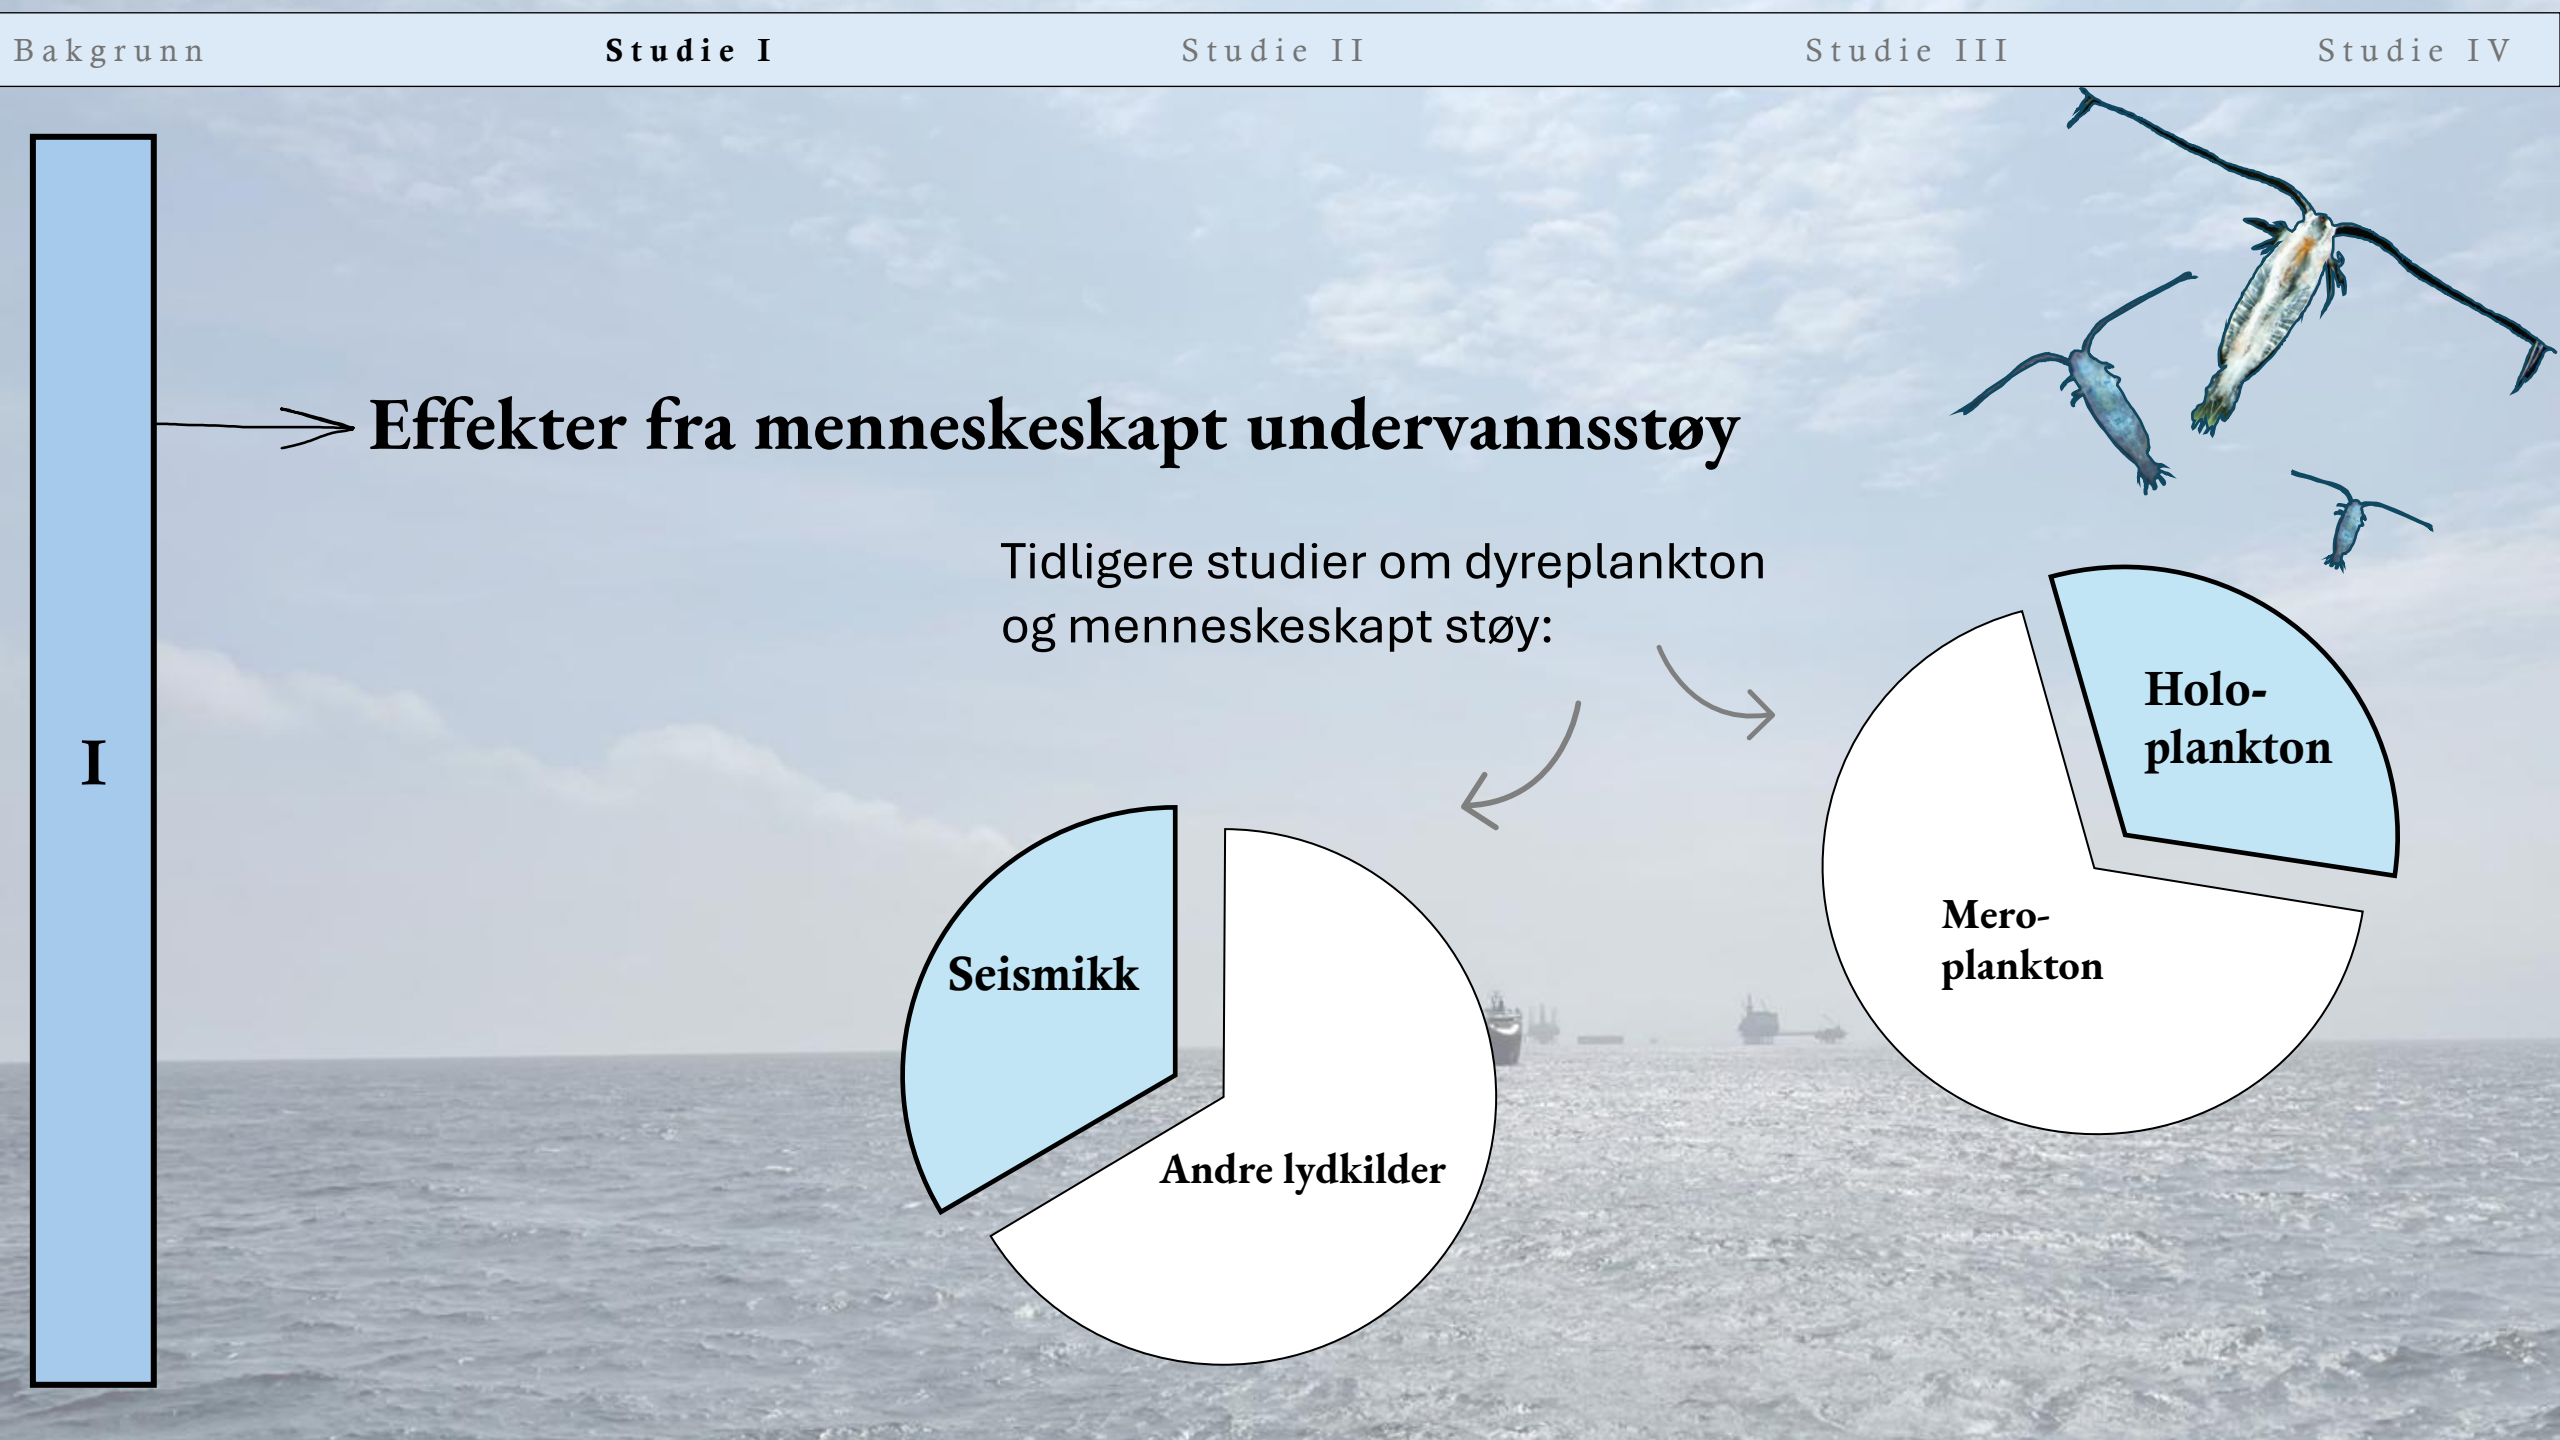 Bakgrunn
Studie I
Studie II
Studie III
Studie IV
I
Effekter fra menneskeskapt undervannsstøy
Tidligere studier om dyreplankton
og menneskeskapt støy:
Holo-
plankton
Mero-
plankton
Seismikk
Andre lydkilder